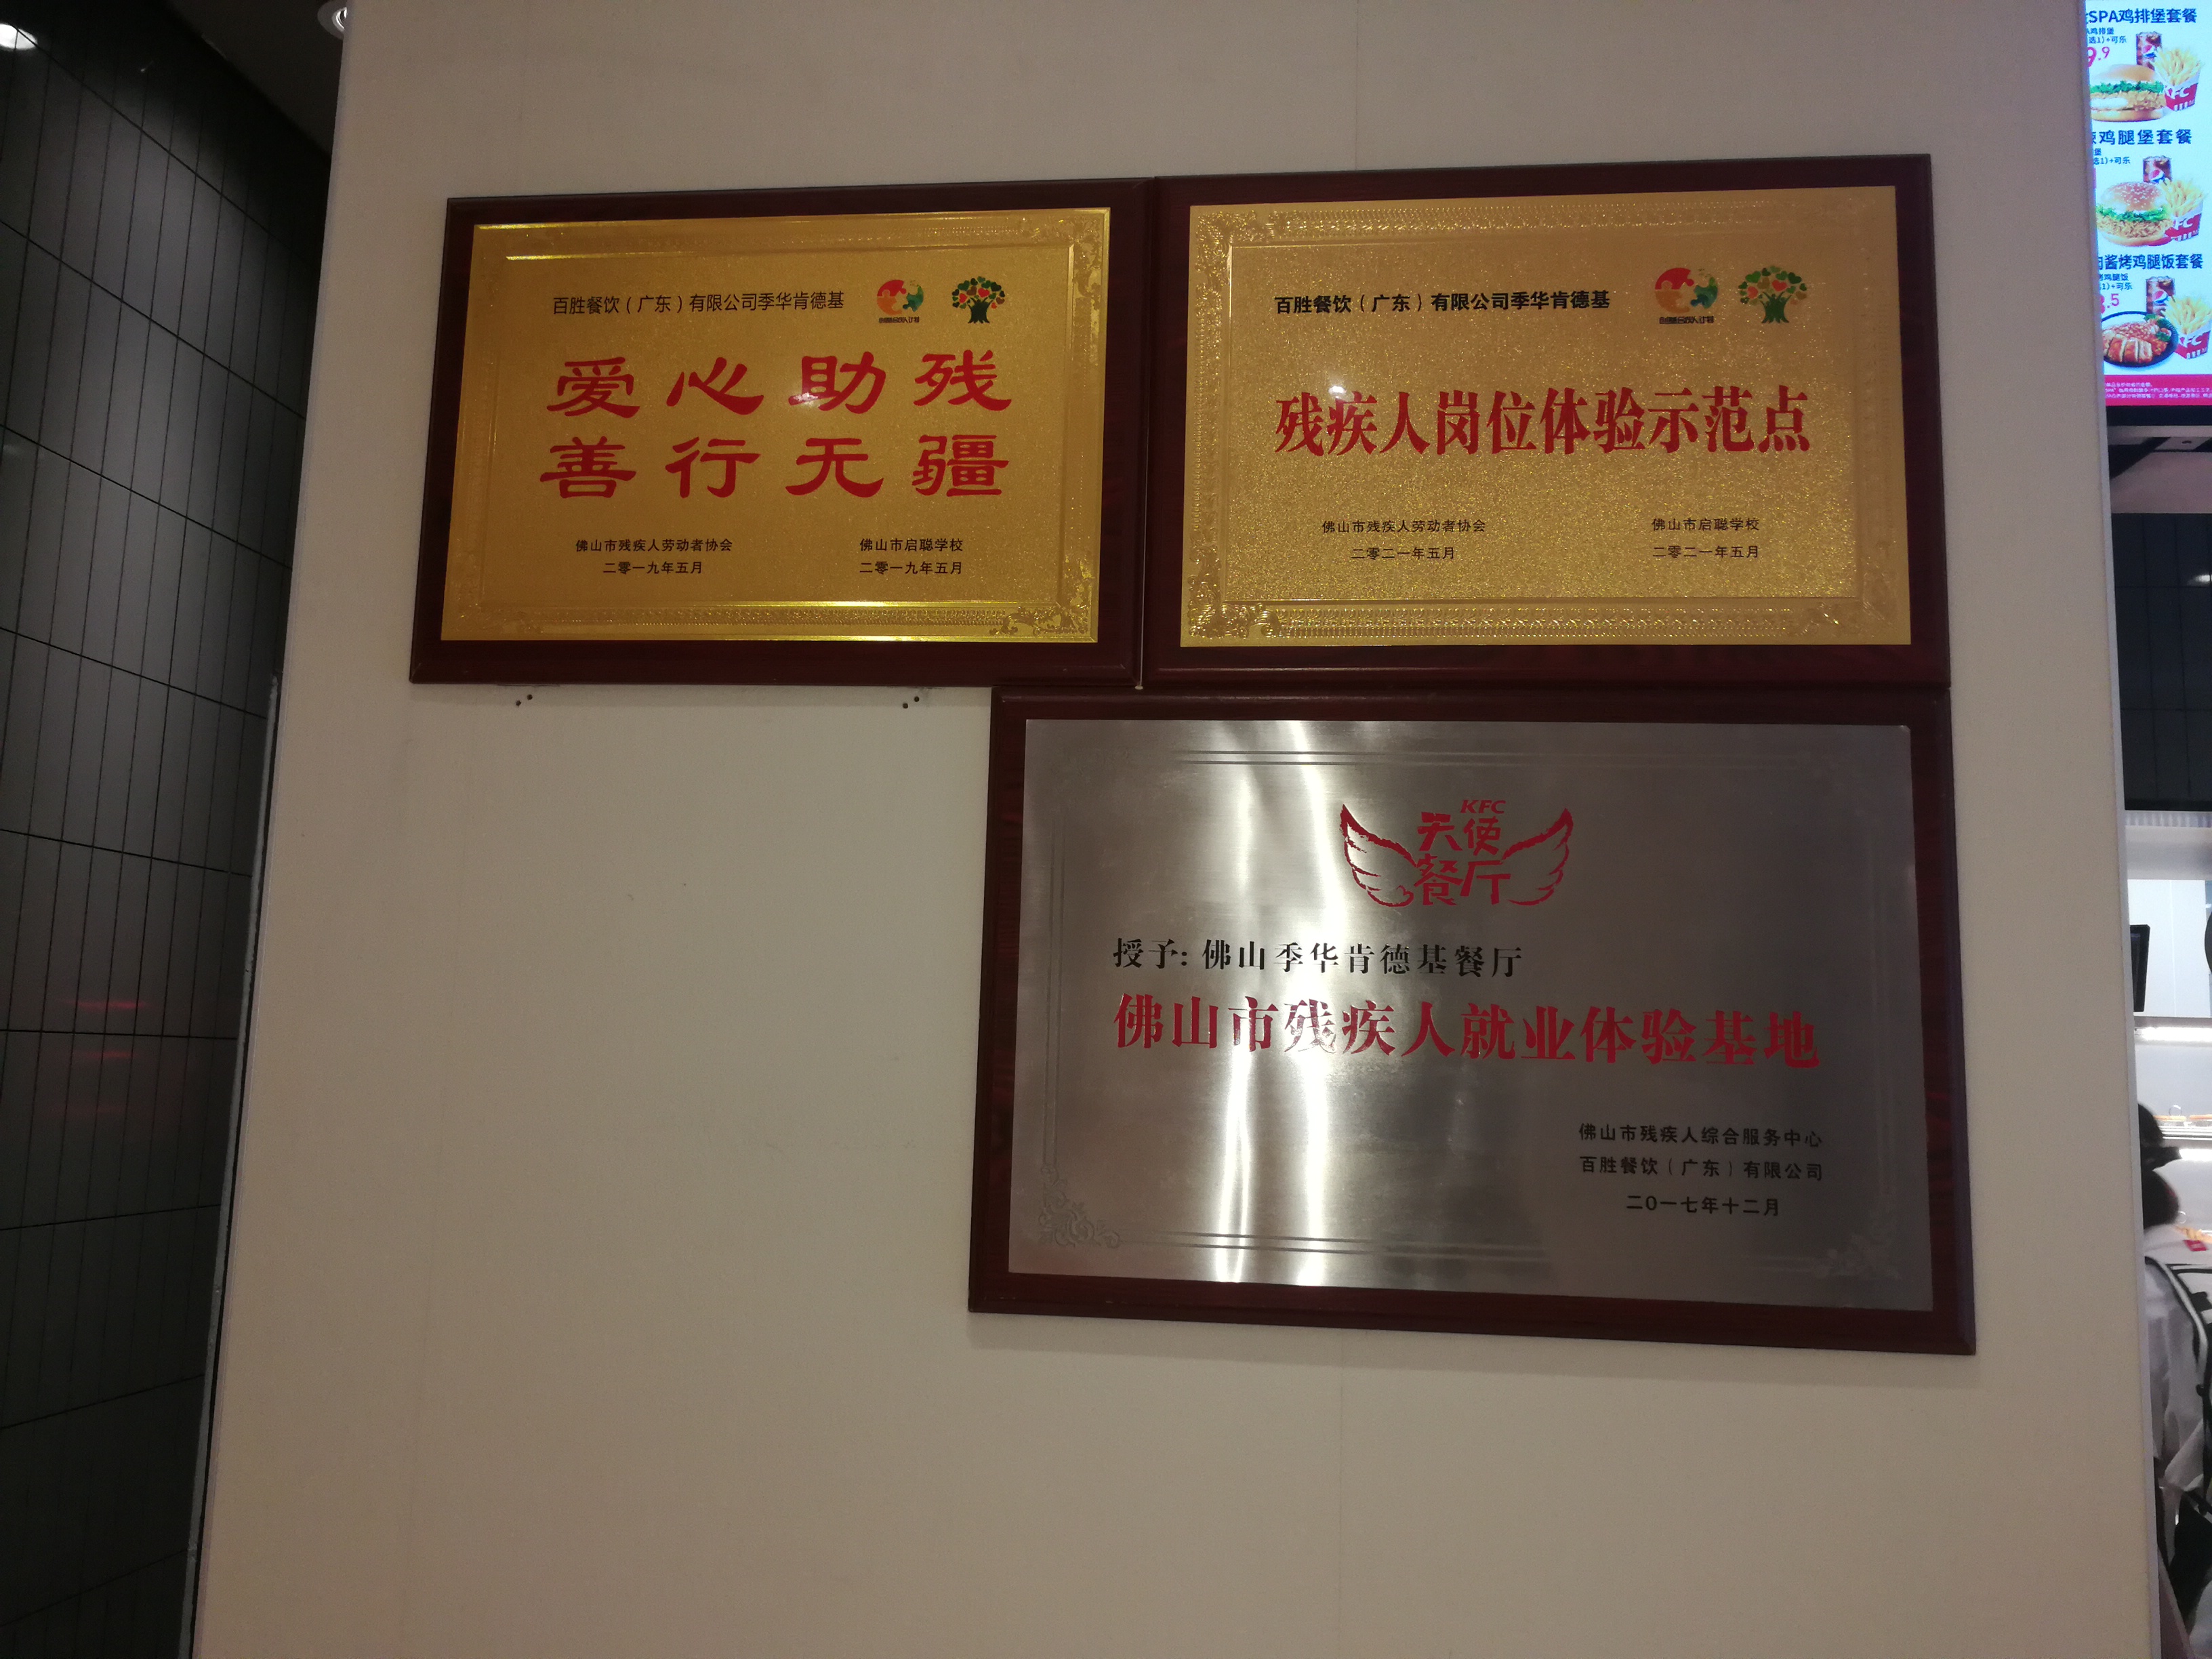 百胜餐饮（广东）有限公司季华肯德基
爱心助残
善行无疆
佛山市残疾人劳动者协会
二零一九年五月
佛山市启聪学校
二零一九年五月
百胜餐饮（广东）有限公司季华肯德基
残疾人岗位体验示范点
佛山市残疾人劳动者协会
二零二一年五月
佛山市启聪学校
二零二一年五月
KFC
天使
餐厅
授予: 佛山季华肯德基餐厅
佛山市残疾人就业体验基地
佛山市残疾人综合服务中心
百胜餐饮（广东）有限公司
二〇一七年十二月
SPA鸡排堡套餐
鸡腿堡套餐
酱烤鸡腿饭套餐